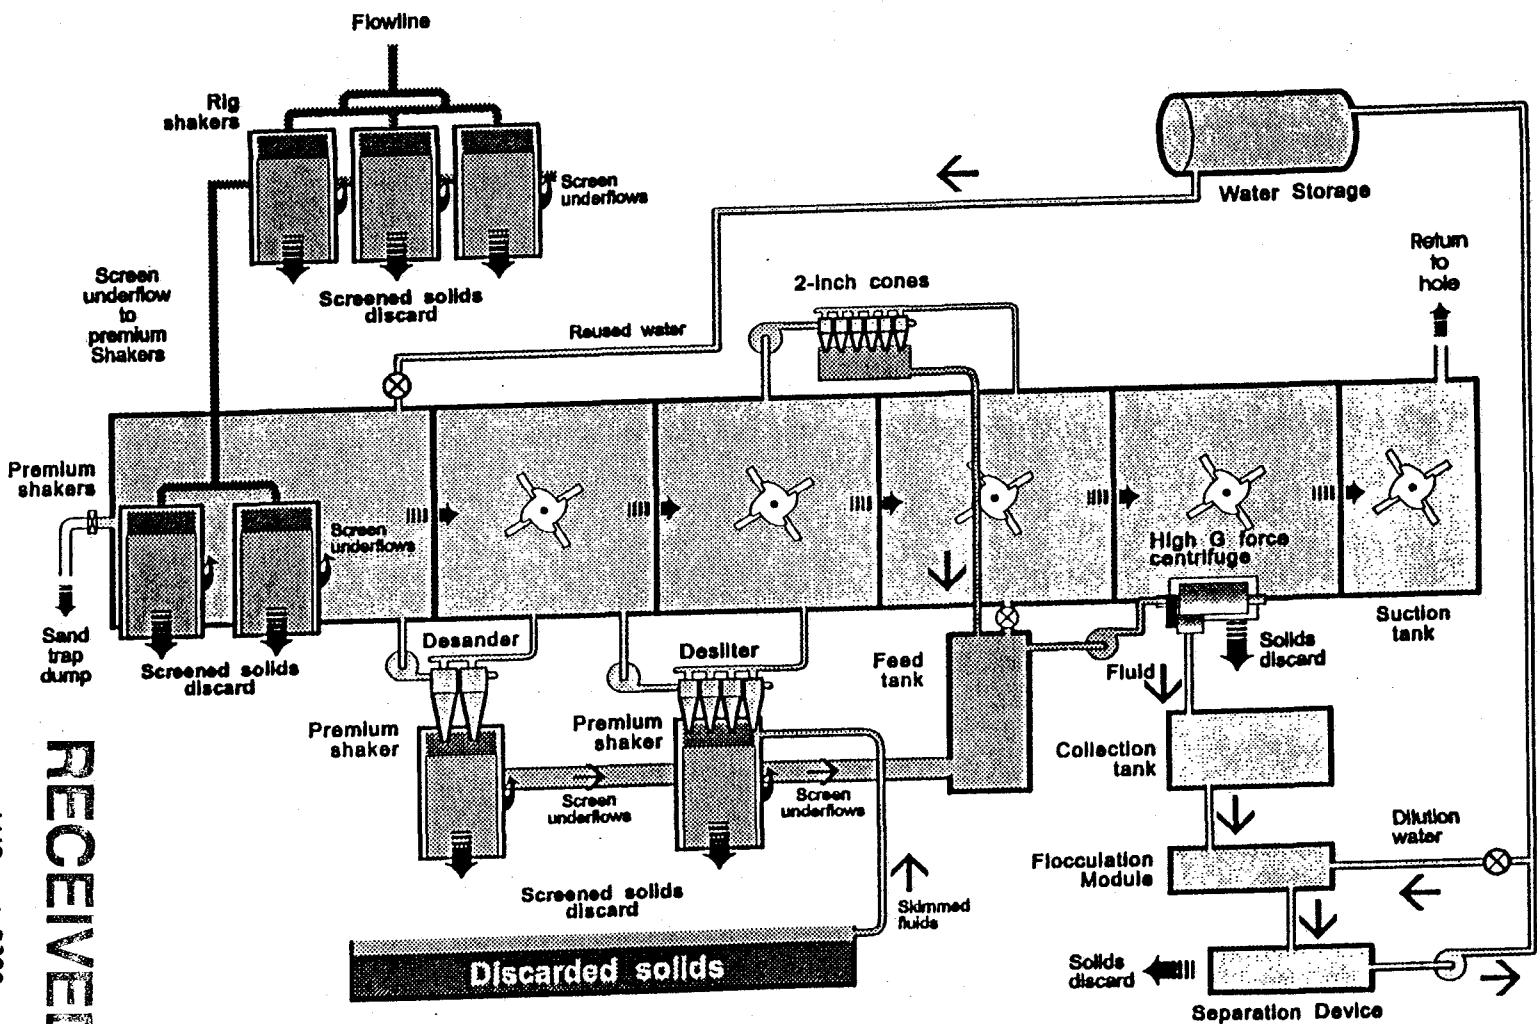 Flowline
Rig
shakers
Screen
underflows
Screened solids
discard
Water Storage
Return
to
hole
Screen
underflow
to
premium
Shakers
2-inch cones
Reused water
Premium
shakers
Screen
underflows
Sand
trap
dump
Screened solids
discard
Desander
Desilter
Feed
tank
High G force
centrifuge
Suction
tank
Solids
discard
Fluid
Premium
shaker
Premium
shaker
Screen
underflows
Screen
underflows
Collection
tank
Dilution
water
Flocculation
Module
Screened solids
discard
Skimmed
fluids
Discarded solids
Solids
discard
Separation Device